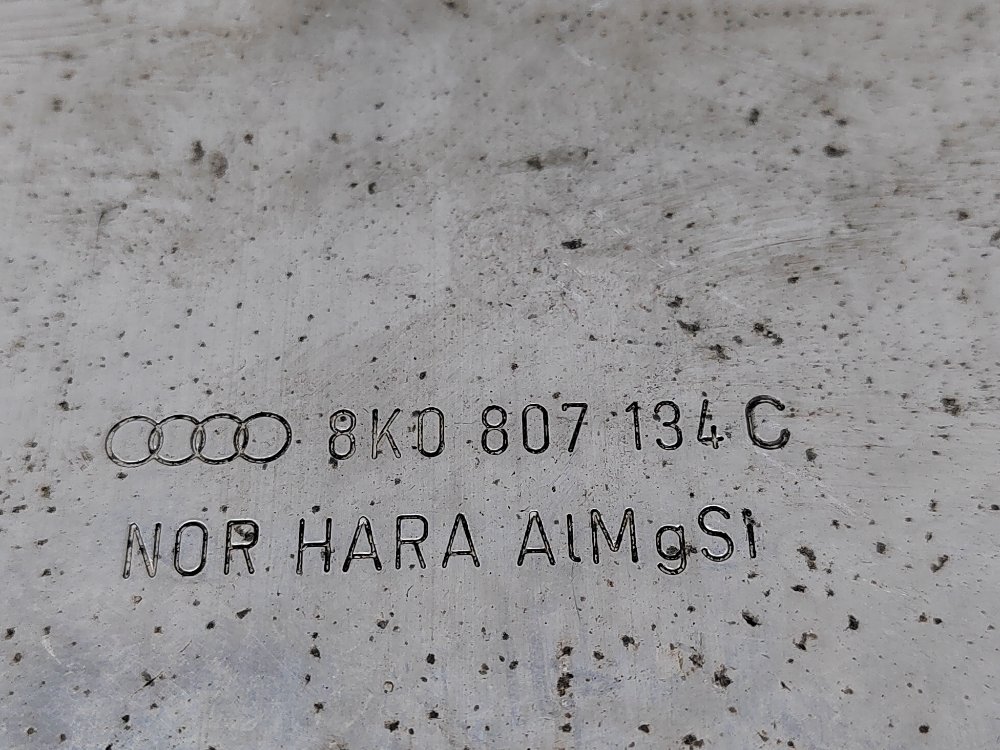 8K0 807 134 C
NOR HARA AlMgSi